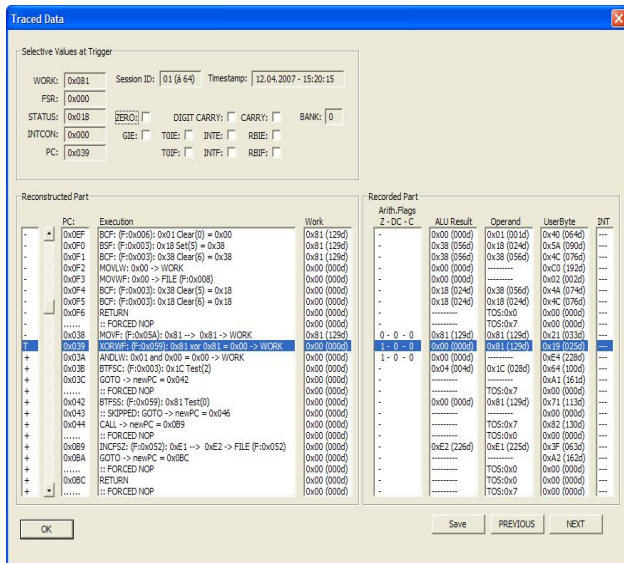 Traced Data
Selective Values at Trigger
WORK: 0x081 Session ID: 01 (á 64) Timestamp: 12.04.2007 - 15:20:15
FSR: 0x000
STATUS: 0x018 ZERO: DIGIT CARRY: CARRY: BANK: 0
INTCON: 0x000 GIE: T0IE: INTE: RBIE:
PC: 0x039 T0IF: INTF: RBIF:
Reconstructed Part Recorded Part
Arith.Flags
PC: Execution Work Z - DC - C ALU Result Operand UserByte INT
- 0x0EF BCF: (F:0x006): 0x01 Clear(0) = 0x00 0x81 (129d) - 0x00 (000d) 0x01 (001d) 0x40 (064d) ---
- 0x0F0 BSF: (F:0x003): 0x18 Set(5) = 0x38 0x81 (129d) - 0x38 (056d) 0x18 (024d) 0x5A (090d) ---
- 0x0F1 BCF: (F:0x003): 0x38 Clear(6) = 0x38 0x81 (129d) - 0x38 (056d) 0x38 (056d) 0x4C (076d) ---
- 0x0F2 MOVLW: 0x00 -> WORK 0x00 (000d) - 0x00 (000d) -------- 0xC0 (192d) ---
- 0x0F3 MOVWF: 0x00 -> FILE (F:0x008) 0x00 (000d) - 0x00 (000d) -------- 0x02 (002d) ---
- 0x0F4 BCF: (F:0x003): 0x38 Clear(5) = 0x18 0x00 (000d) - 0x18 (024d) 0x38 (056d) 0x4A (074d) ---
- 0x0F5 BCF: (F:0x003): 0x18 Clear(6) = 0x18 0x00 (000d) - 0x18 (024d) 0x18 (024d) 0x4C (076d) ---
- 0x0F6 RETURN 0x00 (000d) - -------- TOS:0x0 0x00 (000d) ---
- ...... :: FORCED NOP 0x00 (000d) - -------- TOS:0x7 0x00 (000d) ---
- 0x038 MOVF: (F:0x05A): 0x81 --> 0x81 -> WORK 0x81 (129d) 0 - 0 - 0 0x81 (129d) 0x81 (129d) 0x21 (033d) ---
T 0x039 XORWF: (F:0x059): 0x81 xor 0x81 = 0x00 -> WORK 0x00 (000d) 1 - 0 - 0 0x00 (000d) 0x81 (129d) 0x19 (025d) ---
+ 0x03A ANDLW: 0x01 and 0x00 = 0x00 -> WORK 0x00 (000d) 1 - 0 - 0 0x00 (000d) -------- 0xE4 (228d) ---
+ 0x03B BTFSC: (F:0x003): 0x1C Test(2) 0x00 (000d) - 0x04 (004d) 0x1C (028d) 0x64 (100d) ---
+ 0x03C GOTO -> newPC = 0x042 0x00 (000d) - -------- -------- 0xA1 (161d) ---
+ ...... :: FORCED NOP 0x00 (000d) - -------- TOS:0x7 0x00 (000d) ---
+ 0x042 BTFSS: (F:0x059): 0x81 Test(0) 0x00 (000d) - 0x00 (000d) 0x81 (129d) 0x71 (113d) ---
+ 0x043 :: SKIPPED: GOTO -> newPC = 0x046 0x00 (000d) - -------- -------- 0x00 (000d) ---
+ 0x044 CALL -> newPC = 0x0B9 0x00 (000d) - -------- TOS:0x7 0x82 (130d) ---
+ ...... :: FORCED NOP 0x00 (000d) - -------- TOS:0x0 0x00 (000d) ---
+ 0x0B9 INCFSZ: (F:0x052): 0xE1 --> 0xE2 -> FILE (F:0x052) 0x00 (000d) - 0xE2 (226d) 0xE1 (225d) 0x3F (063d) ---
+ 0x0BA GOTO -> newPC = 0x0BC 0x00 (000d) - -------- -------- 0xA2 (162d) ---
+ ...... :: FORCED NOP 0x00 (000d) - -------- TOS:0x0 0x00 (000d) ---
+ 0x0BC RETURN 0x00 (000d) - -------- TOS:0x0 0x00 (000d) ---
+ ...... :: FORCED NOP 0x00 (000d) - -------- TOS:0x7 0x00 (000d) ---
OK Save PREVIOUS NEXT